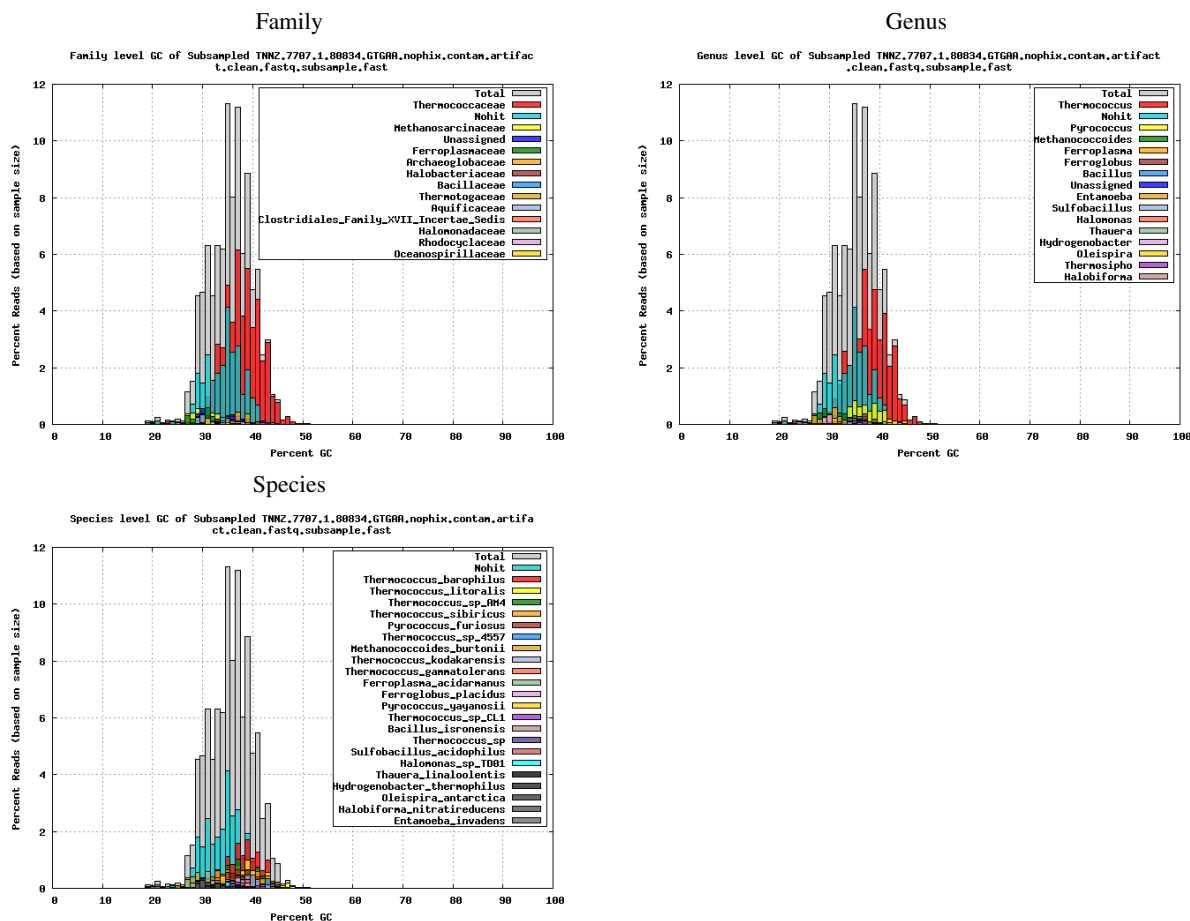 Family
Family level GC of Subsampled TNNZ.7707.1.80834.GTGAA.nophix.contam.artifac
t.clean.fastq.subsample.fast
Percent Reads (based on sample size)
12
10
8
6
4
2
0
Total
Thermococcaceae
Nohit
Methanosarcinaceae
Unassigned
Ferroplasmaceae
Archaeoglobaceae
Halobacteriaceae
Bacillaceae
Thermotogaceae
Aquificaceae
Clostridiales_Family_XVII_Incertae_Sedis
Halomonadaceae
Rhodocyclaceae
Oceanospirillaceae
0 10 20 30 40 50 60 70 80 90 100
Percent GC
Genus
Genus level GC of Subsampled TNNZ.7707.1.80834.GTGAA.nophix.contam.artifact
.clean.fastq.subsample.fast
Percent Reads (based on sample size)
12
10
8
6
4
2
0
Total
Thermococcus
Nohit
Pyrococcus
Methanococcoides
Ferroplasma
Ferroglobus
Bacillus
Unassigned
Entamoeba
Sulfobacillus
Halomonas
Thauera
Hydrogenobacter
Oleispira
Thermosipho
Halobiforma
0 10 20 30 40 50 60 70 80 90 100
Percent GC
Species
Species level GC of Subsampled TNNZ.7707.1.80834.GTGAA.nophix.contam.artifa
ct.clean.fastq.subsample.fast
Percent Reads (based on sample size)
12
10
8
6
4
2
0
Total
Nohit
Thermococcus_barophilus
Thermococcus_litoralis
Thermococcus_sp_AM4
Thermococcus_sibiricus
Pyrococcus_furiosus
Thermococcus_sp_4557
Methanococcoides_burtonii
Thermococcus_kodakarensis
Thermococcus_gammatolerans
Ferroplasma_acidarmanus
Ferroglobus_placidus
Pyrococcus_yayanosii
Thermococcus_sp_CL1
Bacillus_isronensis
Thermococcus_sp
Sulfobacillus_acidophilus
Halomonas_sp_TD01
Thauera_linaloolentis
Hydrogenobacter_thermophilus
Oleispira_antarctica
Halobiforma_nitratireducens
Entamoeba_invadens
0 10 20 30 40 50 60 70 80 90 100
Percent GC